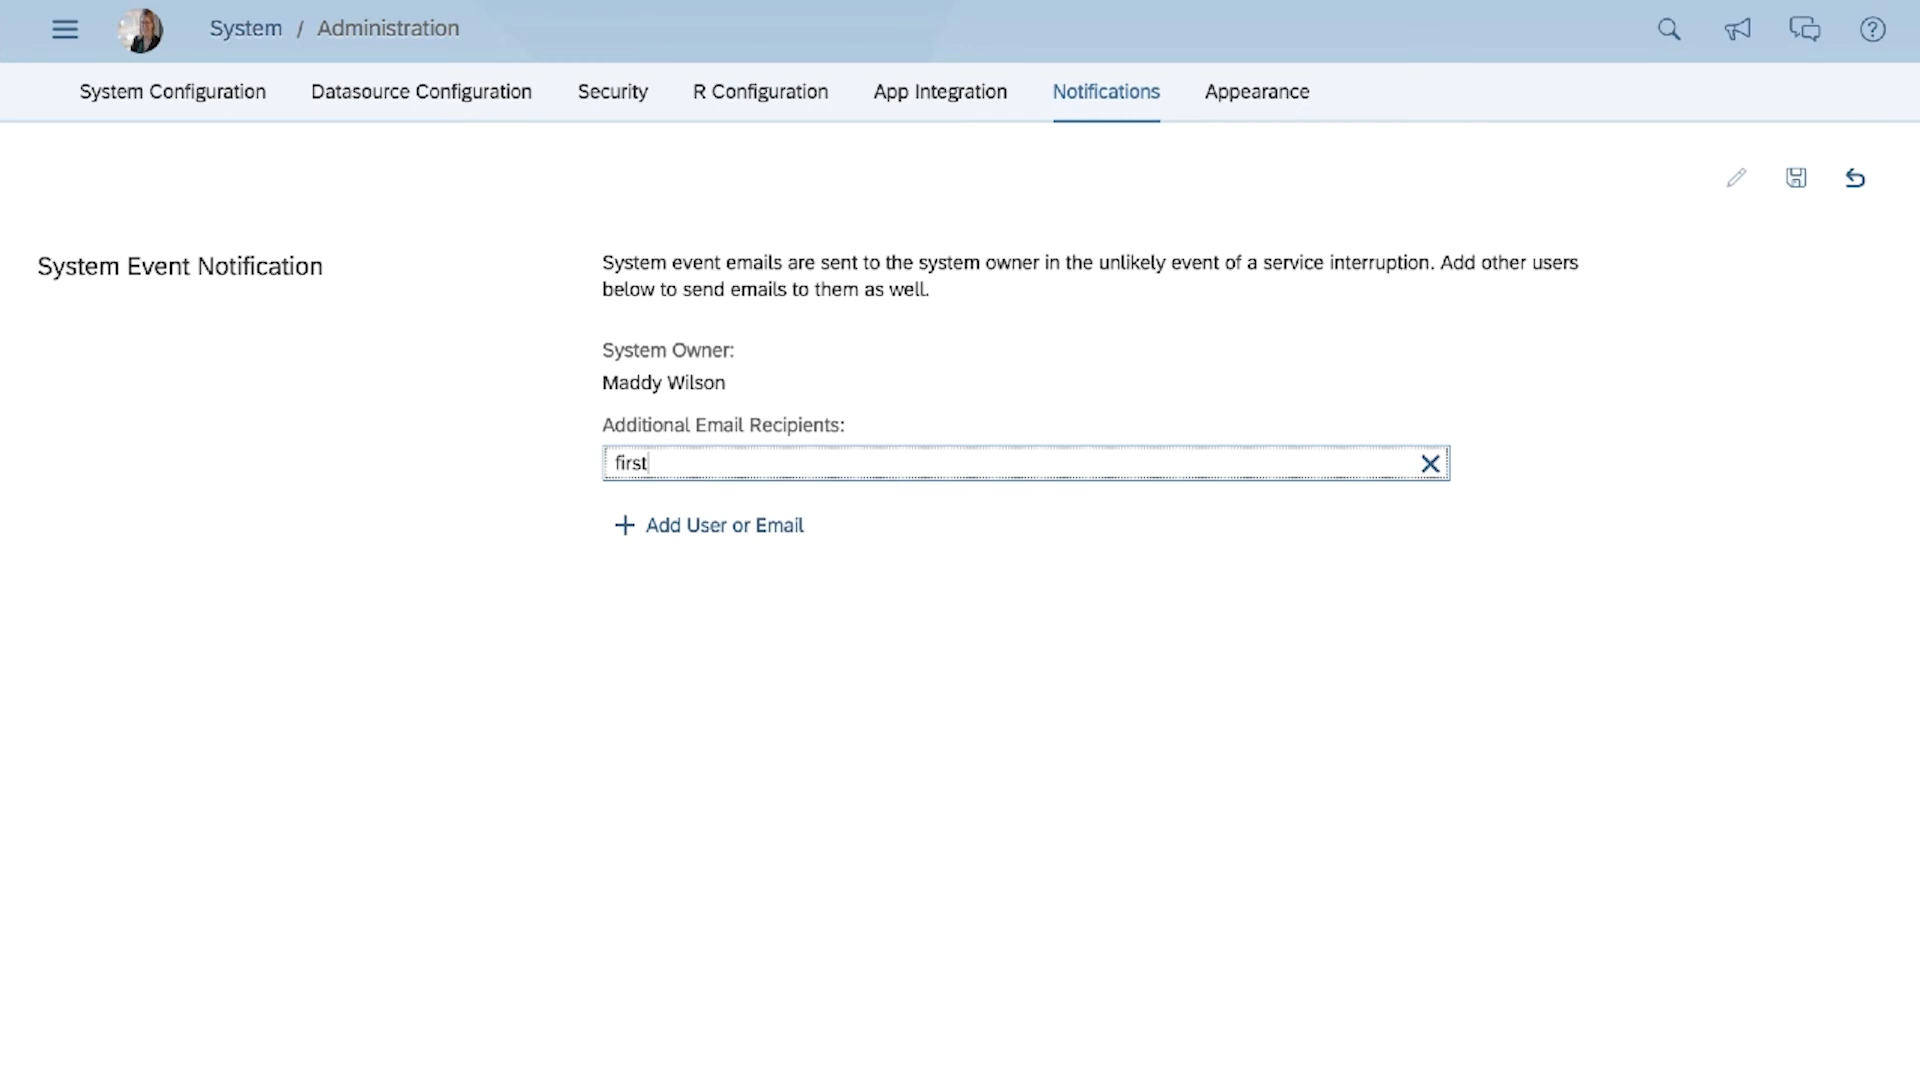 System / Administration
System Configuration Datasource Configuration Security R Configuration App Integration Notifications Appearance
System Event Notification
System event emails are sent to the system owner in the unlikely event of a service interruption. Add other users
below to send emails to them as well.
System Owner:
Maddy Wilson
Additional Email Recipients:
first
Add User or Email